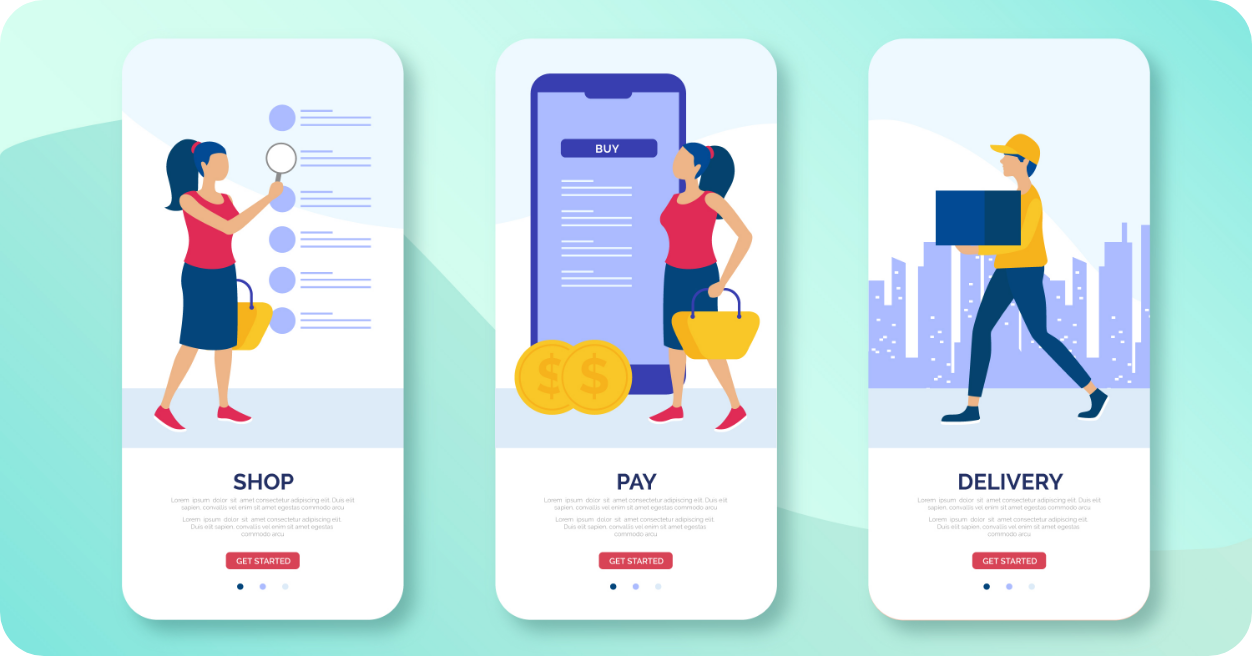 BUY
$ $
SHOP
Lorem ipsum dolor sit amet consectetur adipiscing elit. Duis elit
sapien, convallis vel enim sit amet egestas commodo arcu
Lorem ipsum dolor sit amet consectetur adipiscing elit.
Duis elit sapien, convallis vel enim sit amet egestas
commodo arcu
GET STARTED
PAY
Lorem ipsum dolor sit amet consectetur adipiscing elit. Duis elit
sapien, convallis vel enim sit amet egestas commodo arcu
Lorem ipsum dolor sit amet consectetur adipiscing elit.
Duis elit sapien, convallis vel enim sit amet egestas
commodo arcu
GET STARTED
DELIVERY
Lorem ipsum dolor sit amet consectetur adipiscing elit. Duis elit
sapien, convallis vel enim sit amet egestas commodo arcu
Lorem ipsum dolor sit amet consectetur adipiscing elit.
Duis elit sapien, convallis vel enim sit amet egestas
commodo arcu
GET STARTED